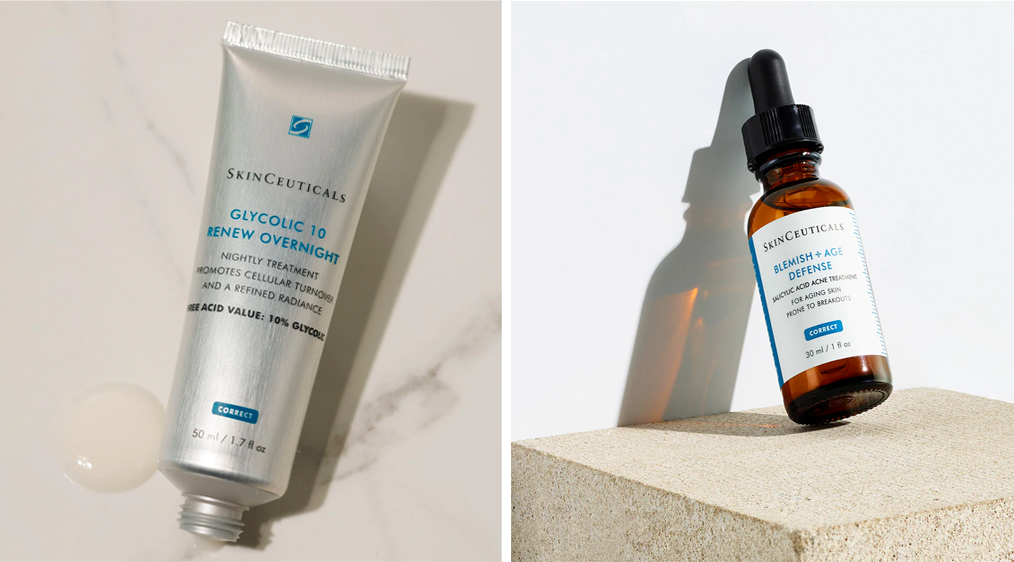 SKINCEUTICALS
GLYCOLIC 10
RENEW OVERNIGHT
NIGHTLY TREATMENT
PROMOTES CELLULAR TURNOVER
AND A REFINED RADIANCE
FREE ACID VALUE: 10% GLYCOLIC
CORRECT
50 ml / 1.7 fl oz
SKINCEUTICALS
BLEMISH + AGE
DEFENSE
SALICYLIC ACID ACNE TREATMENT
FOR AGING SKIN
PRONE TO BREAKOUTS
CORRECT
30 ml / 1 fl oz